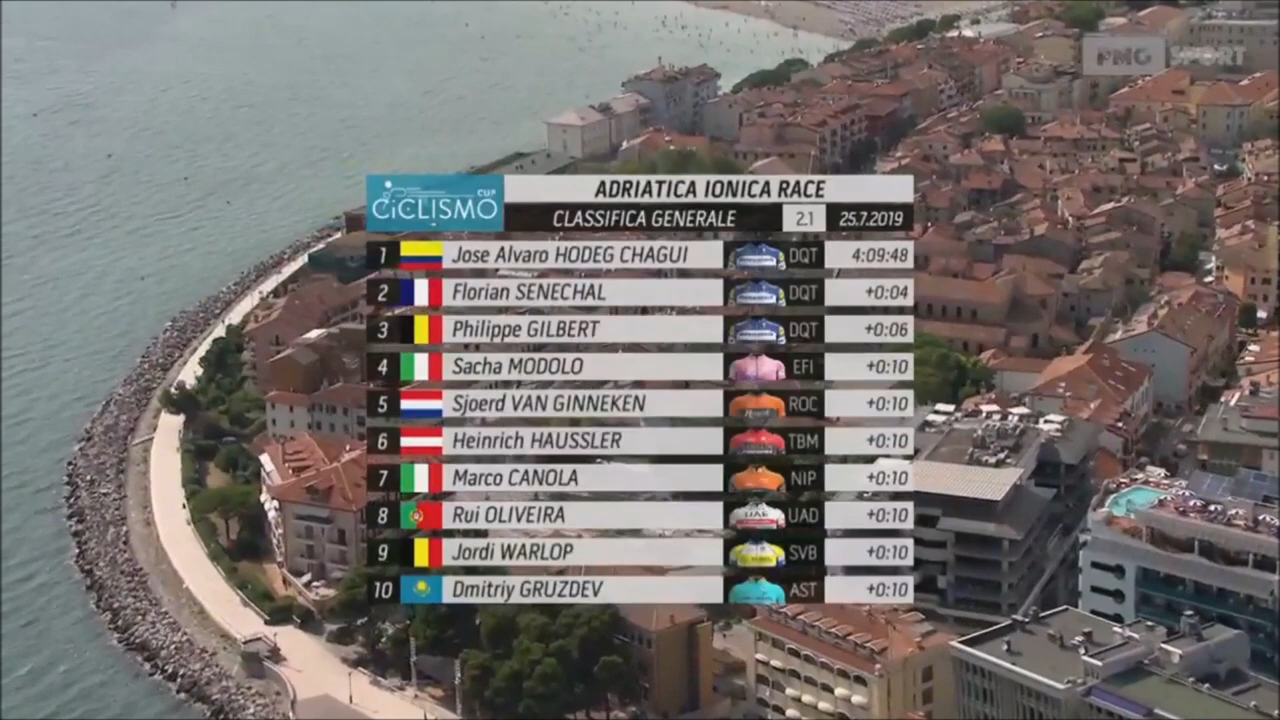 PMG SPORT
CICLISMO CUP
ADRIATICA IONICA RACE
CLASSIFICA GENERALE 2.1 25.7.2019
1 Jose Alvaro HODEG CHAGUI DQT 4:09:48
2 Florian SENECHAL DQT +0:04
3 Philippe GILBERT DQT +0:06
4 Sacha MODOLO EFI +0:10
5 Sjoerd VAN GINNEKEN ROC +0:10
6 Heinrich HAUSSLER TBM +0:10
7 Marco CANOLA NIP +0:10
8 Rui OLIVEIRA UAE UAD +0:10
9 Jordi WARLOP SVB +0:10
10 Dmitriy GRUZDEV AST +0:10